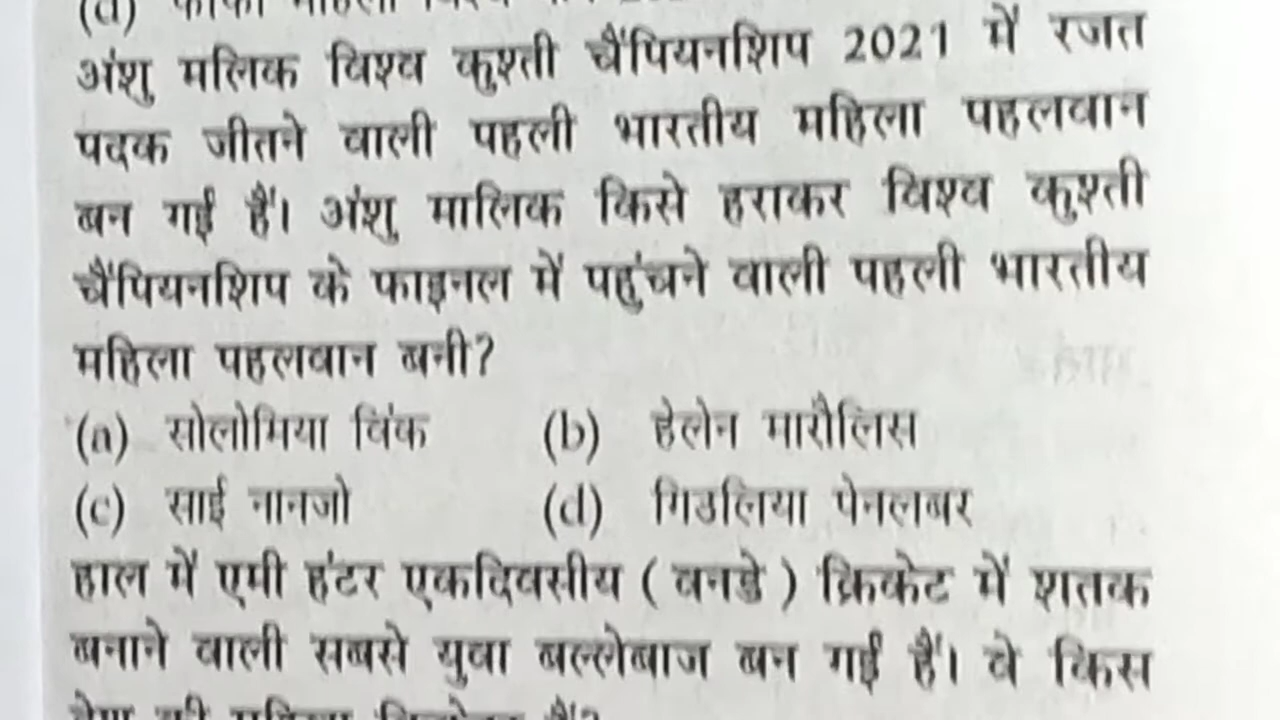 (d)
अंशु मलिक विश्व कुश्ती चैंपियनशिप 2021 में रजत
पदक जीतने वाली पहली भारतीय महिला पहलवान
बन गई हैं। अंशु मालिक किसे हराकर विश्व कुश्ती
चैंपियनशिप के फाइनल में पहुंचने वाली पहली भारतीय
महिला पहलवान बनी?
(a) सोलोमिया विंक (b) हेलेन मारौलिस
(c) साई नानजो (d) गिडलिया पेनलबर
हाल में एमी हंटर एकदिवसीय ( वनडे ) क्रिकेट में शतक
बनाने वाली सबसे युवा बल्लेबाज बन गई हैं। वे किस